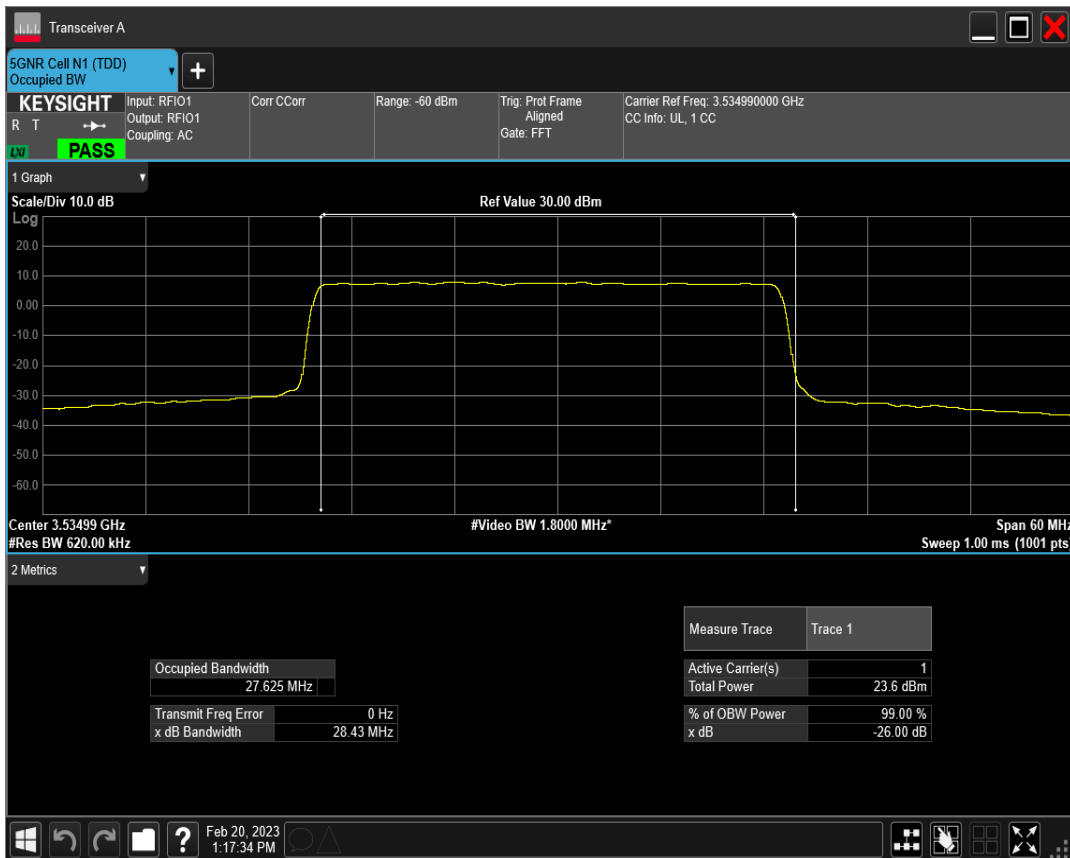 Transceiver A
5GNR Cell N1 (TDD)
Occupied BW
+
KEYSIGHT
R T
LXI
PASS
Input: RFIO1
Output: RFIO1
Coupling: AC
Corr CCorr
Range: -60 dBm
Trig: Prot Frame
Aligned
Gate: FFT
Carrier Ref Freq: 3.534990000 GHz
CC Info: UL, 1 CC
1 Graph
Scale/Div 10.0 dB
Ref Value 30.00 dBm
Log
20.0
10.0
0.00
-10.0
-20.0
-30.0
-40.0
-50.0
-60.0
Center 3.53499 GHz
#Video BW 1.8000 MHz*
Span 60 MHz
#Res BW 620.00 kHz
Sweep 1.00 ms (1001 pts)
2 Metrics
Measure Trace Trace 1
Occupied Bandwidth
27.625 MHz
Active Carrier(s) 1
Total Power 23.6 dBm
Transmit Freq Error 0 Hz
x dB Bandwidth 28.43 MHz
% of OBW Power 99.00 %
x dB -26.00 dB
?
Feb 20, 2023
1:17:34 PM